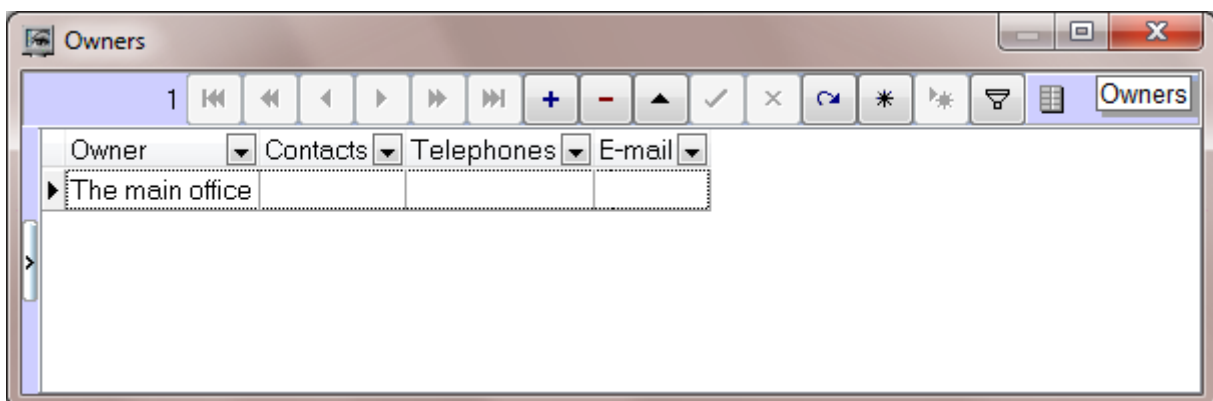 Owners
1 Owners
Owner Contacts Telephones E-mail
The main office